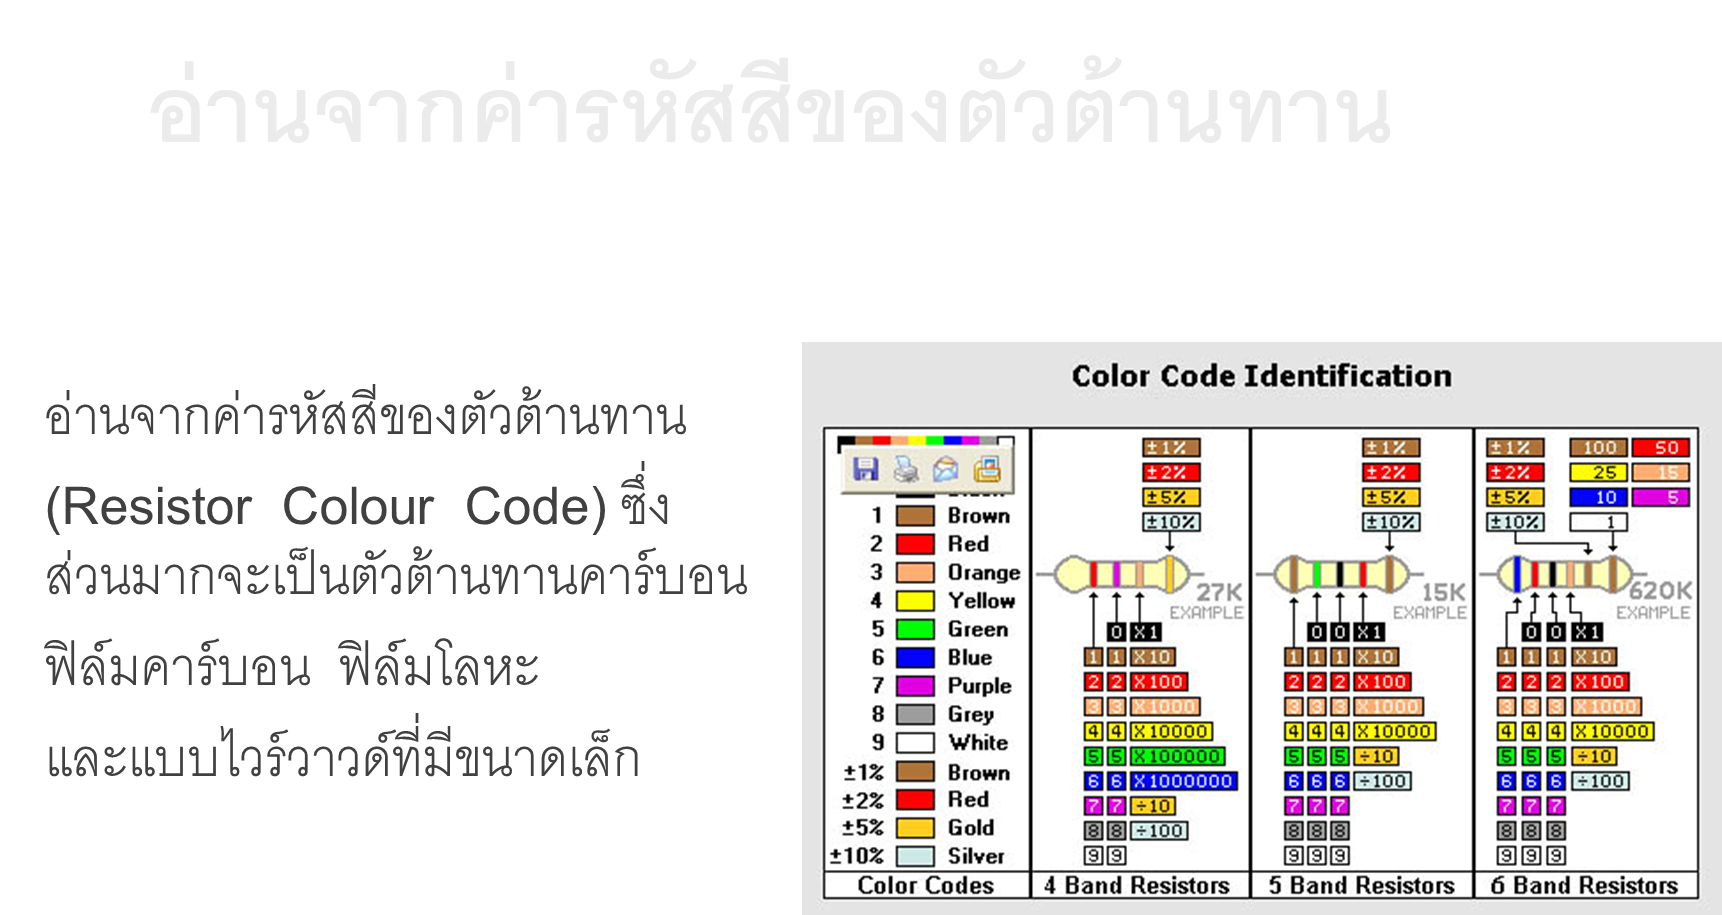 อ่านจากค่ารหัสสีของตัวต้านทาน
อ่านจากค่ารหัสสีของตัวต้านทาน
(Resistor Colour Code) ซึ่ง
ส่วนมากจะเป็นตัวต้านทานคาร์บอน
ฟิล์มคาร์บอน ฟิล์มโลหะ
และแบบไวร์วาวด์ที่มีขนาดเล็ก
Color Code Identification
1 Brown
2 Red
3 Orange
4 Yellow
5 Green
6 Blue
7 Purple
8 Grey
9 White
±1% Brown
±2% Red
±5% Gold
±10% Silver
Color Codes
±1%
±2%
±5%
±10%
27K
EXAMPLE
0 X1
1 1 X10
2 2 X100
3 3 X1000
4 4 X10000
5 5 X100000
6 6 X1000000
7 7 ÷10
8 8 ÷100
9 9
4 Band Resistors
±1%
±2%
±5%
±10%
15K
EXAMPLE
0 0 X1
1 1 1 X10
2 2 2 X100
3 3 3 X1000
4 4 4 X10000
5 5 5 ÷10
6 6 6 ÷100
7 7 7
8 8 8
9 9 9
5 Band Resistors
±1% 100 50
±2% 25 15
±5% 10 5
±10% 1
620K
EXAMPLE
0 0 X1
1 1 1 X10
2 2 2 X100
3 3 3 X1000
4 4 4 X10000
5 5 5 ÷10
6 6 6 ÷100
7 7 7
8 8 8
9 9 9
6 Band Resistors